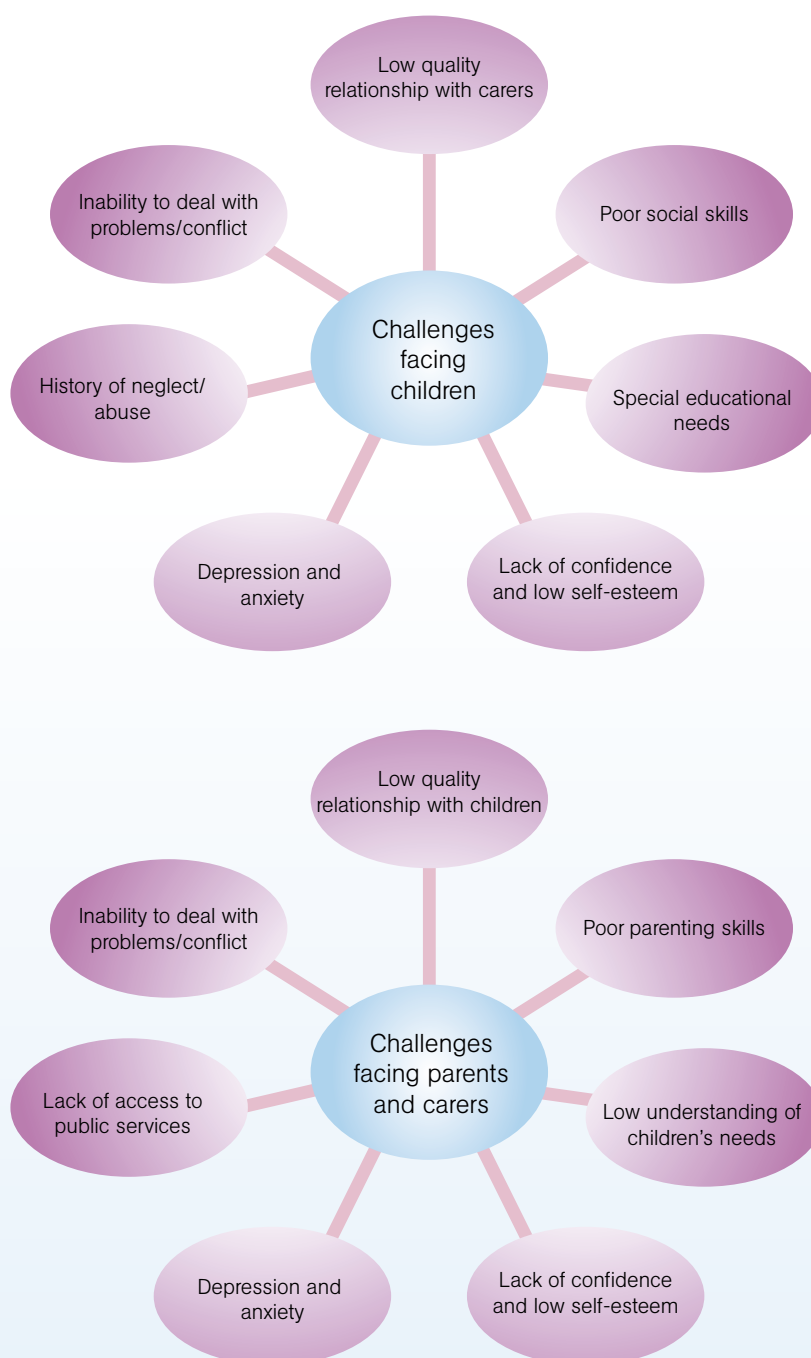 Low quality
relationship with carers
Inability to deal with
problems/conflict
Poor social skills
Challenges
facing
children
History of neglect/
abuse
Special educational
needs
Depression and
anxiety
Lack of confidence
and low self-esteem
Low quality
relationship with children
Inability to deal with
problems/conflict
Poor parenting skills
Challenges
facing parents
and carers
Lack of access to
public services
Low understanding of
children’s needs
Depression and
anxiety
Lack of confidence
and low self-esteem